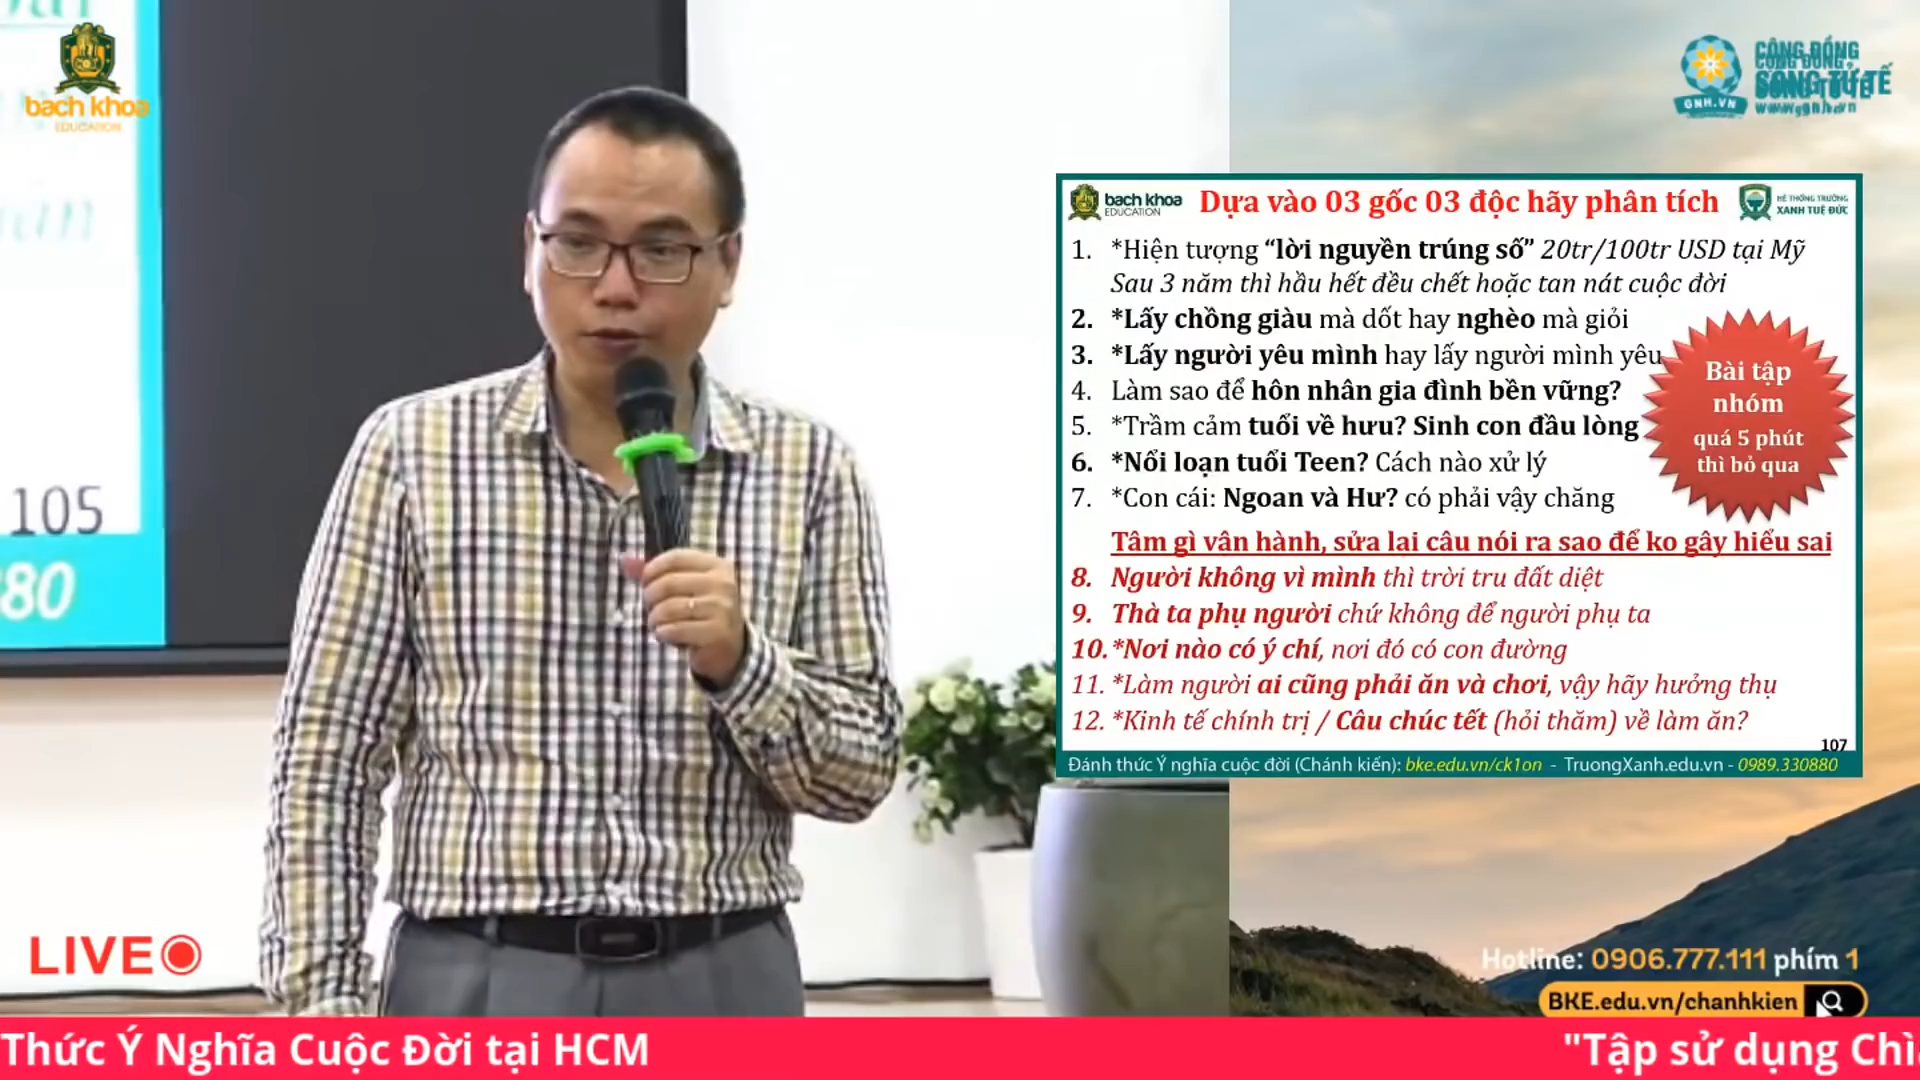 bach khoa
EDUCATION
105
CỘNG ĐỒNG
SỐNG TỬ TẾ
www.gnh.vn
GNH.VN
bach khoa
EDUCATION
Dựa vào 03 gốc 03 độc hãy phân tích
HỆ THỐNG TRƯỜNG
XANH TUỆ ĐỨC
1. *Hiện tượng “lời nguyền trúng số” 20tr/100tr USD tại Mỹ
Sau 3 năm thì hầu hết đều chết hoặc tan nát cuộc đời
2. *Lấy chồng giàu mà dốt hay nghèo mà giỏi
3. *Lấy người yêu mình hay lấy người mình yêu
4. Làm sao để hôn nhân gia đình bền vững?
5. *Trầm cảm tuổi về hưu? Sinh con đầu lòng
6. *Nổi loạn tuổi Teen? Cách nào xử lý
7. *Con cái: Ngoan và Hư? có phải vậy chăng
Bài tập
nhóm
quá 5 phút
thì bỏ qua
Tâm gì vận hành, sửa lại câu nói ra sao để ko gây hiểu sai
8. Người không vì mình thì trời tru đất diệt
9. Thà ta phụ người chứ không để người phụ ta
10. *Nơi nào có ý chí, nơi đó có con đường
11. *Làm người ai cũng phải ăn và chơi, vậy hãy hưởng thụ
12. *Kinh tế chính trị / Câu chúc tết (hỏi thăm) về làm ăn?
107
Đánh thức Ý nghĩa cuộc đời (Chánh kiến): bke.edu.vn/ck1on - TruongXanh.edu.vn - 0989.330880
LIVE
Hotline: 0906.777.111 phím 1
BKE.edu.vn/chanhkien
Thức Ý Nghĩa Cuộc Đời tại HCM
"Tập sử dụng